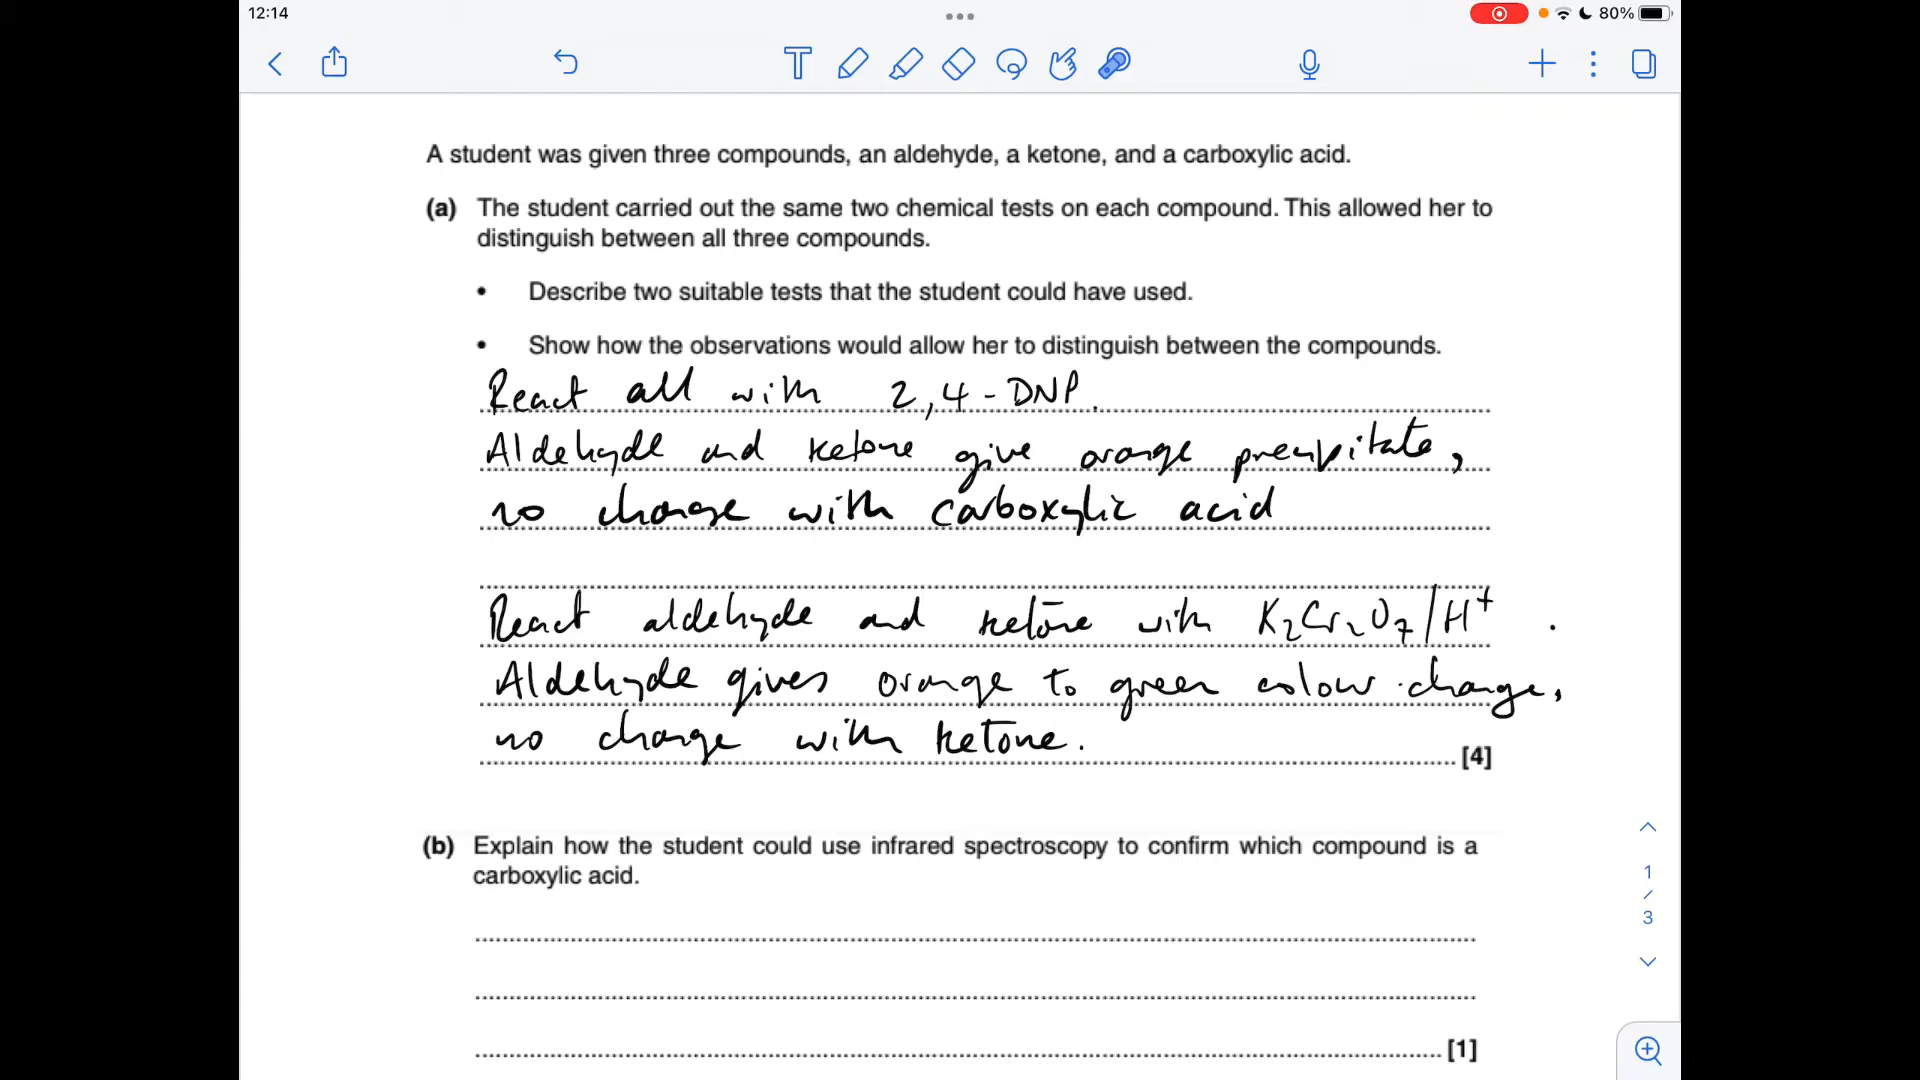 12:14
80%
A student was given three compounds, an aldehyde, a ketone, and a carboxylic acid.
(a) The student carried out the same two chemical tests on each compound. This allowed her to
distinguish between all three compounds.
• Describe two suitable tests that the student could have used.
• Show how the observations would allow her to distinguish between the compounds.
React all with 2,4-DNP.
Aldehyde and ketone give orange precipitate,
no change with carboxylic acid
React aldehyde and ketone with K₂Cr₂O₇/H⁺ .
Aldehyde gives orange to green colour change,
no change with ketone.
[4]
(b) Explain how the student could use infrared spectroscopy to confirm which compound is a
carboxylic acid.
[1]
1
/
3